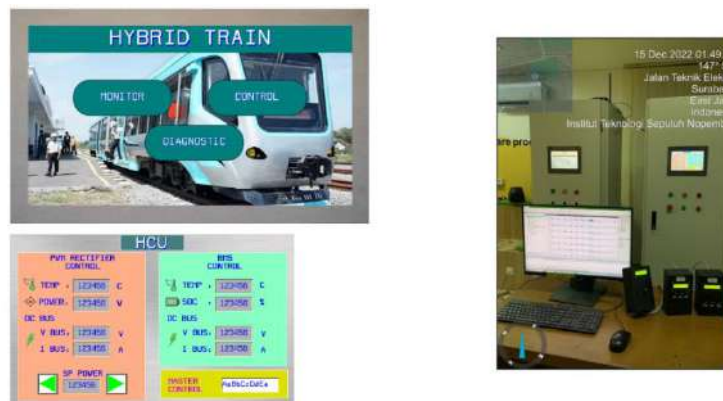 HYBRID TRAIN
MONITOR
CONTROL
DIAGNOSTIC
HCU
PWM RECTIFIER
CONTROL
TEMP : 123456 C
POWER : 123456 V
DC BUS
V BUS : 123456 V
I BUS : 123456 A
SP POWER
123456
BMS
CONTROL
TEMP : 123456 C
SOC : 123456 %
DC BUS
V BUS : 123456 V
I BUS : 123456 A
MASTER
CONTROL
AaBbCcDdEe
15 Dec 2022 01.49
147°
Jalan Teknik Elek
Surab
Indone
Institut Teknologi Sepuluh Nopem